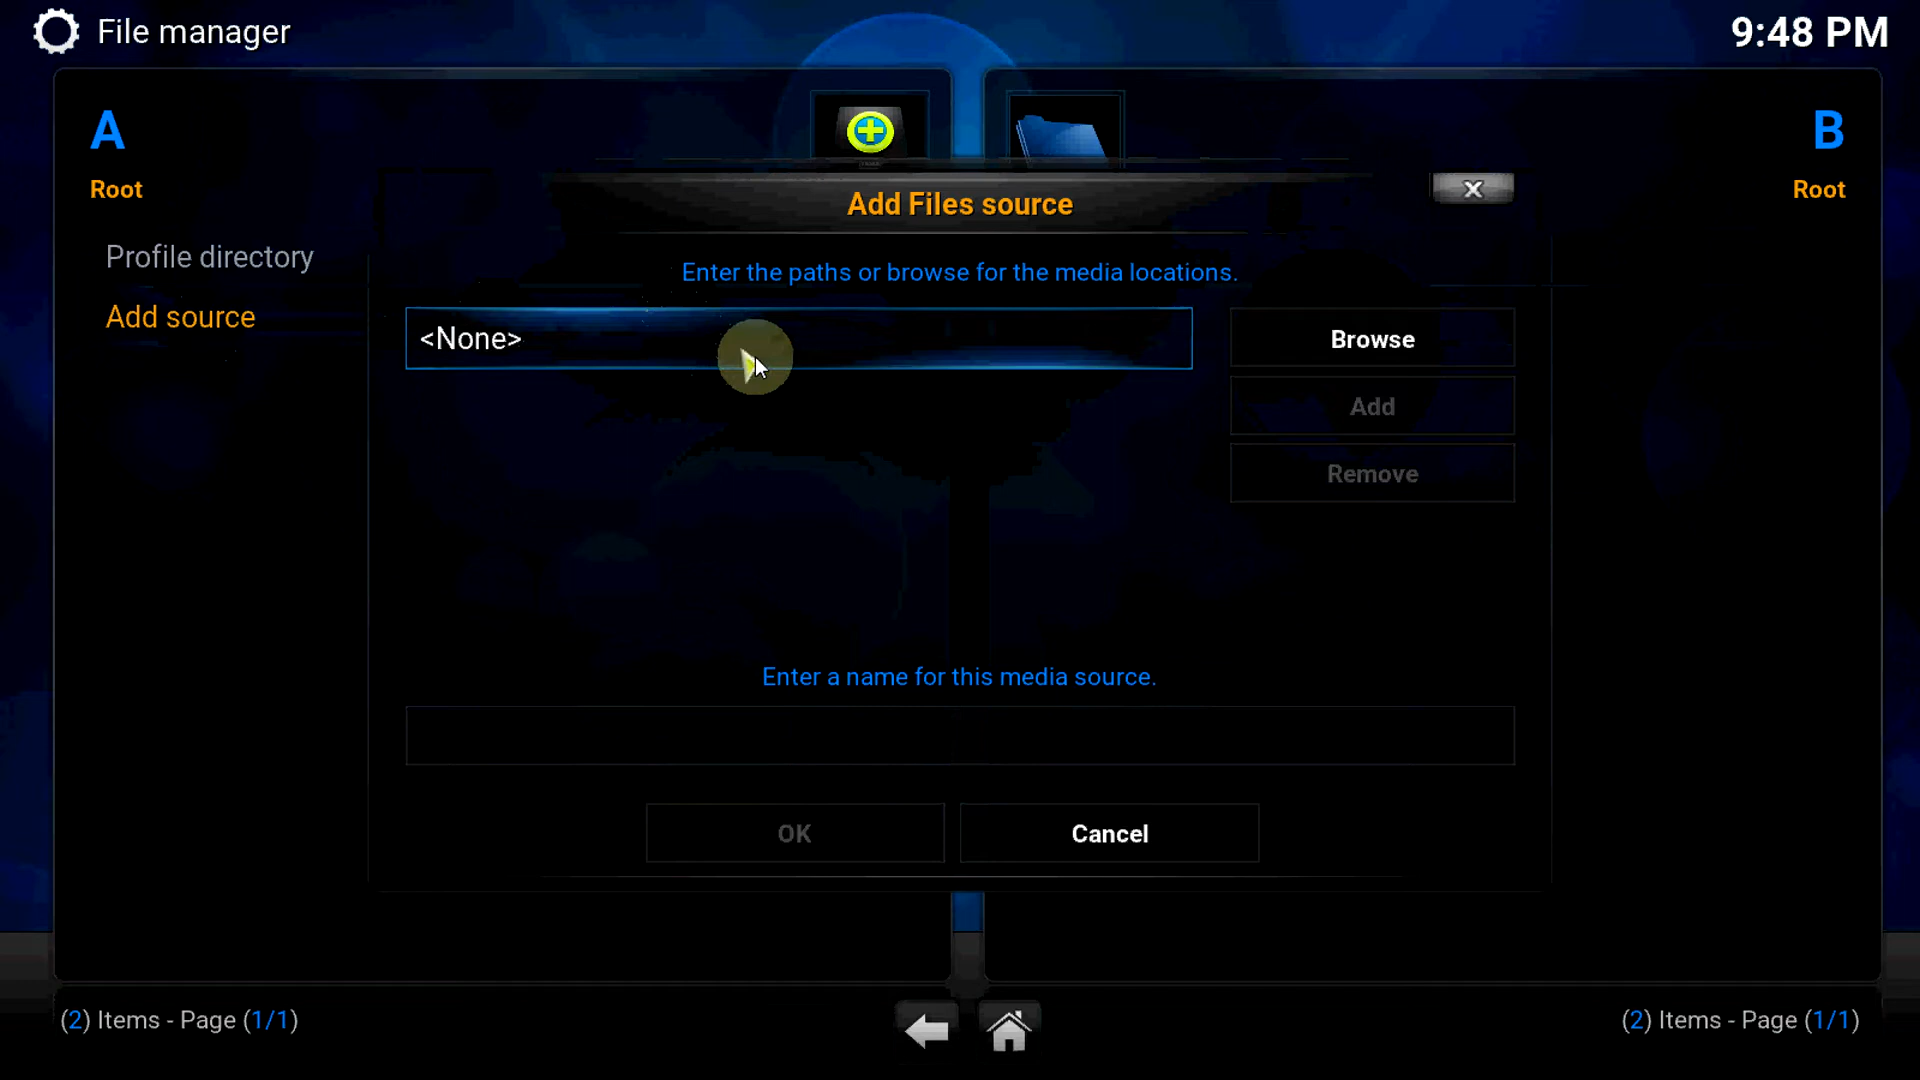 File manager
9:48 PM
A
B
Root
Root
Add Files source
Profile directory
Enter the paths or browse for the media locations.
Add source
<None>
Browse
Add
Remove
Enter a name for this media source.
OK
Cancel
(2) Items - Page (1/1)
(2) Items - Page (1/1)